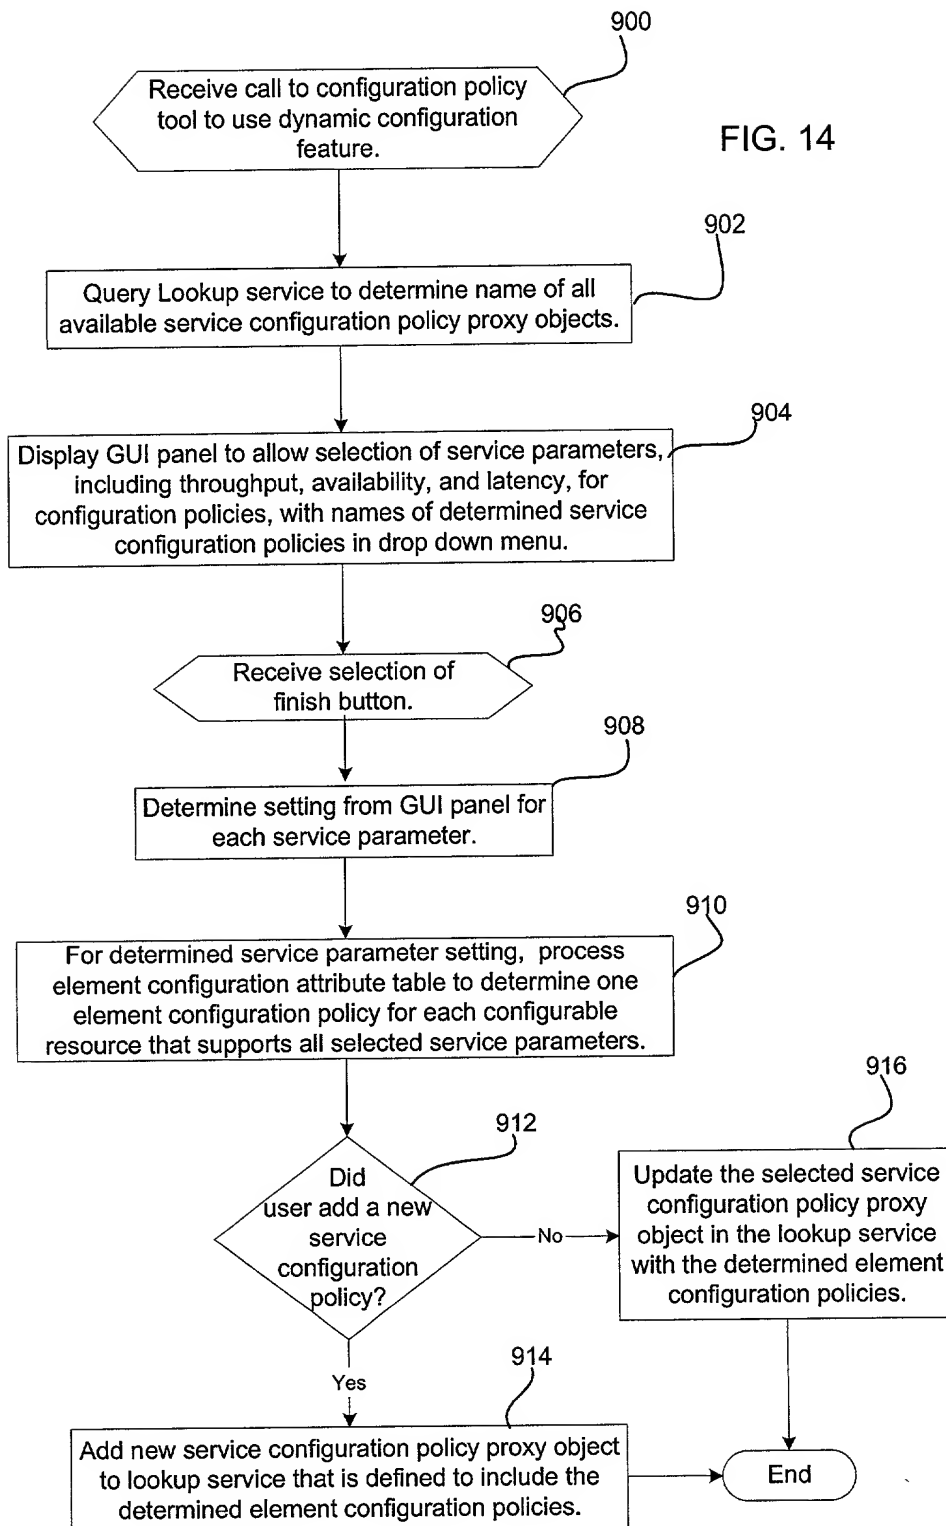 900
Receive call to configuration policy
tool to use dynamic configuration
feature.
FIG. 14
902
Query Lookup service to determine name of all
available service configuration policy proxy objects.
904
Display GUI panel to allow selection of service parameters,
including throughput, availability, and latency, for
configuration policies, with names of determined service
configuration policies in drop down menu.
906
Receive selection of
finish button.
908
Determine setting from GUI panel for
each service parameter.
910
For determined service parameter setting, process
element configuration attribute table to determine one
element configuration policy for each configurable
resource that supports all selected service parameters.
912
Did
user add a new
service
configuration
policy?
No
916
Update the selected service
configuration policy proxy
object in the lookup service
with the determined element
configuration policies.
Yes
914
Add new service configuration policy proxy object
to lookup service that is defined to include the
determined element configuration policies.
End